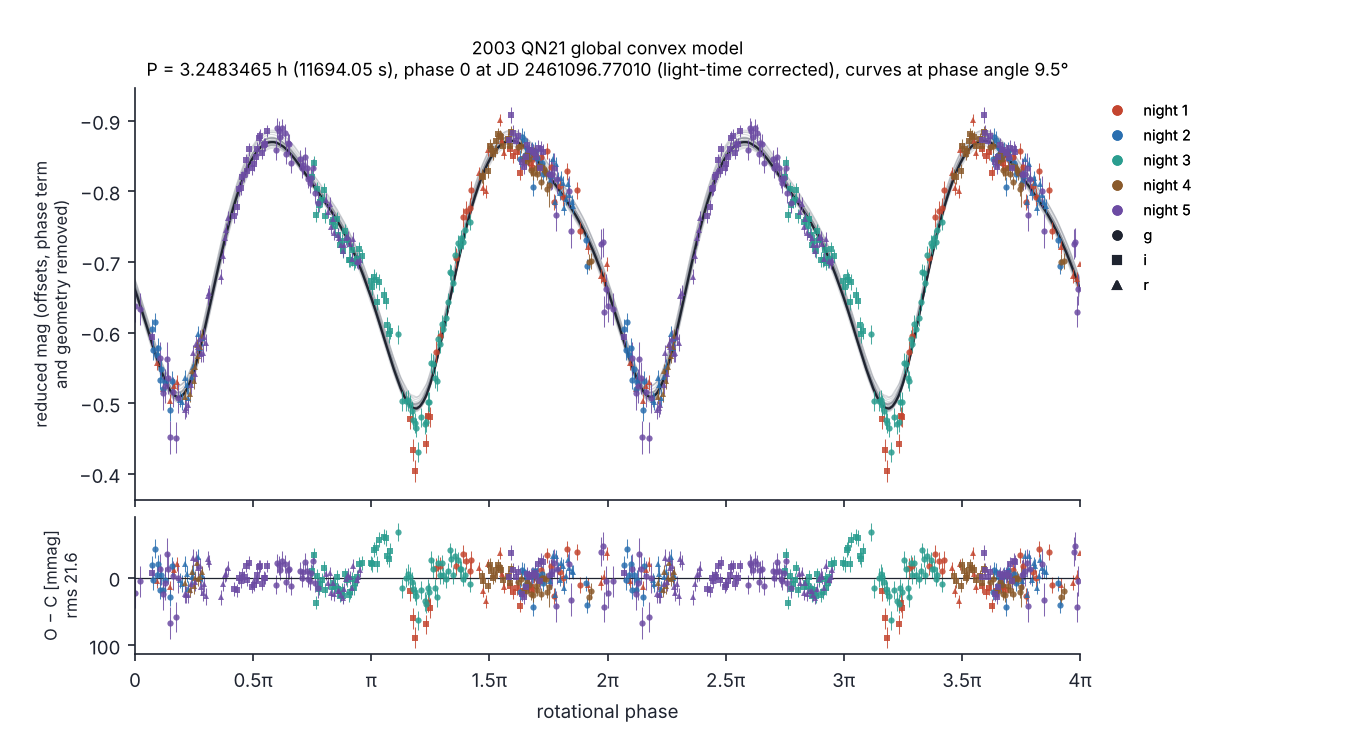 2003 QN21 global convex model
P = 3.2483465 h (11694.05 s), phase 0 at JD 2461096.77010 (light-time corrected), curves at phase angle 9.5°
reduced mag (offsets, phase term
and geometry removed)
−0.9
−0.8
−0.7
−0.6
−0.5
−0.4
night 1
night 2
night 3
night 4
night 5
g
i
r
O − C [mmag]
rms 21.6
0
100
0
0.5π
π
1.5π
2π
2.5π
3π
3.5π
4π
rotational phase